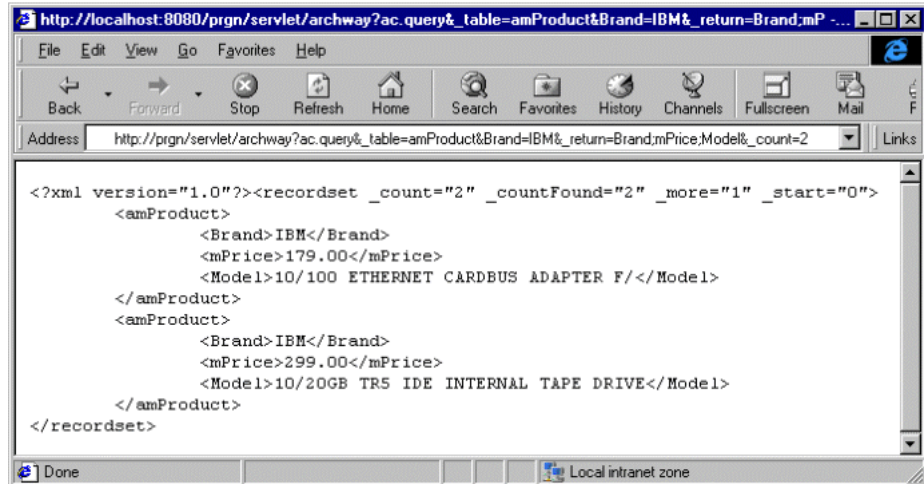 http://localhost:8080/prgn/servlet/archway?ac.query&_table=amProduct&Brand=IBM&_return=Brand;mP -...
File Edit View Go Favorites Help
Back Forward Stop Refresh Home Search Favorites History Channels Fullscreen Mail F
Address http://prgn/servlet/archway?ac.query&_table=amProduct&Brand=IBM&_return=Brand;mPrice;Model&_count=2 Links
<?xml version="1.0"?><recordset _count="2" _countFound="2" _more="1" _start="0">
<amProduct>
<Brand>IBM</Brand>
<mPrice>179.00</mPrice>
<Model>10/100 ETHERNET CARDBUS ADAPTER F/</Model>
</amProduct>
<amProduct>
<Brand>IBM</Brand>
<mPrice>299.00</mPrice>
<Model>10/20GB TR5 IDE INTERNAL TAPE DRIVE</Model>
</amProduct>
</recordset>
Done Local intranet zone